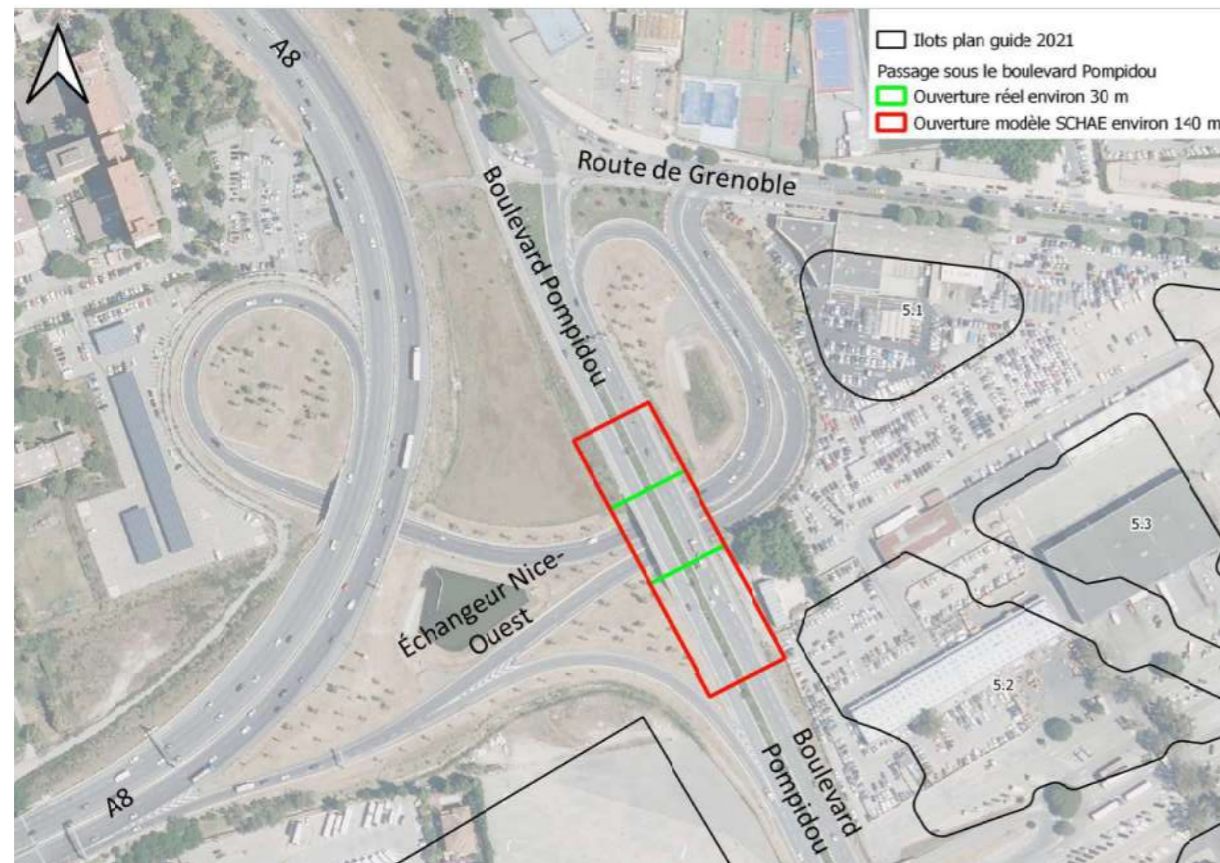 A8
Ilots plan guide 2021
Passage sous le boulevard Pompidou
Ouverture réel environ 30 m
Ouverture modèle SCHAE environ 140 m
Route de Grenoble
Boulevard Pompidou
5.1
5.3
Échangeur Nice-
Ouest
5.2
Boulevard
Pompidou
A8